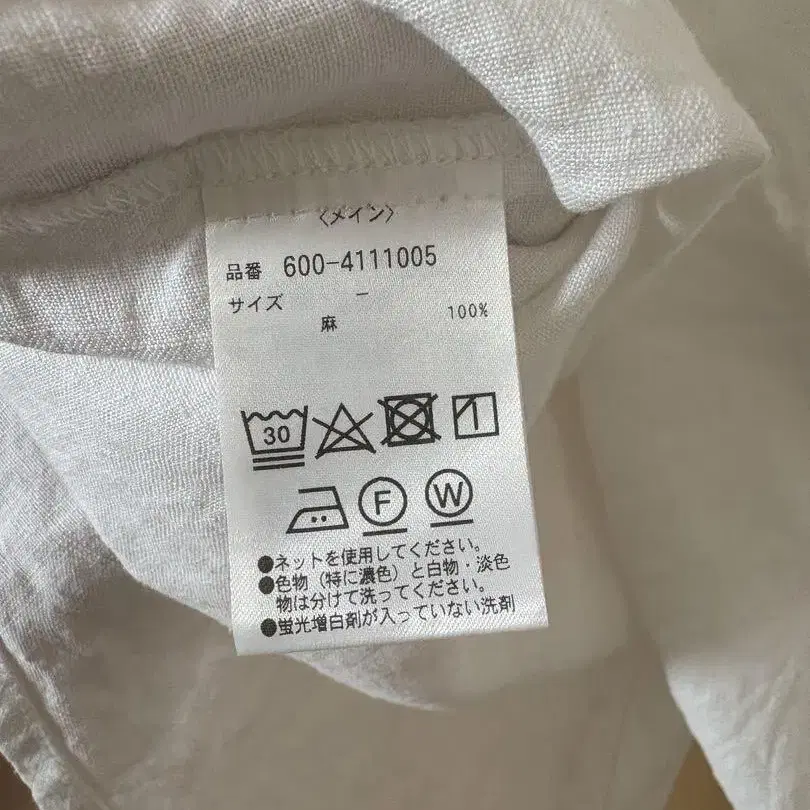 〈メイン〉
品番 600-4111005
サイズ －
麻 100%
30
F W
●ネットを使用してください。
●色物（特に濃色）と白物・淡色
物は分けて洗ってください。
●蛍光増白剤が入っていない洗剤